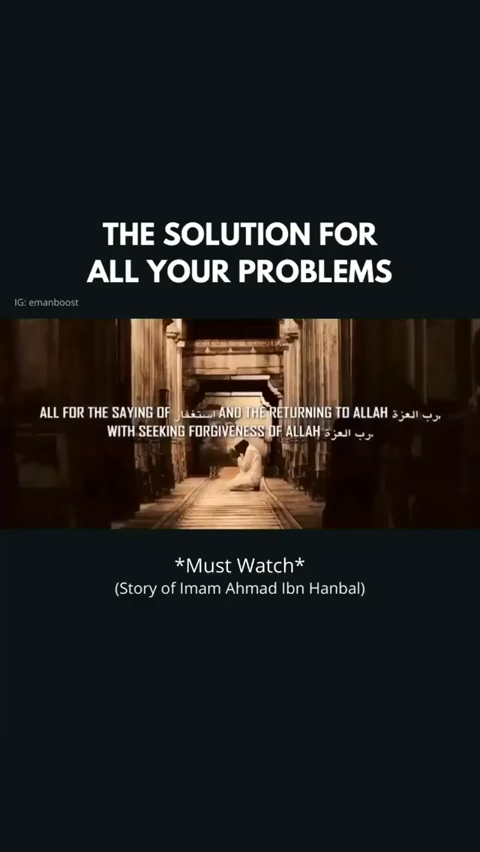 THE SOLUTION FOR
ALL YOUR PROBLEMS
IG: emanboost
ALL FOR THE SAYING OF استغفار AND THE RETURNING TO ALLAH رب العزة,
WITH SEEKING FORGIVENESS OF ALLAH رب العزة.
*Must Watch*
(Story of Imam Ahmad Ibn Hanbal)